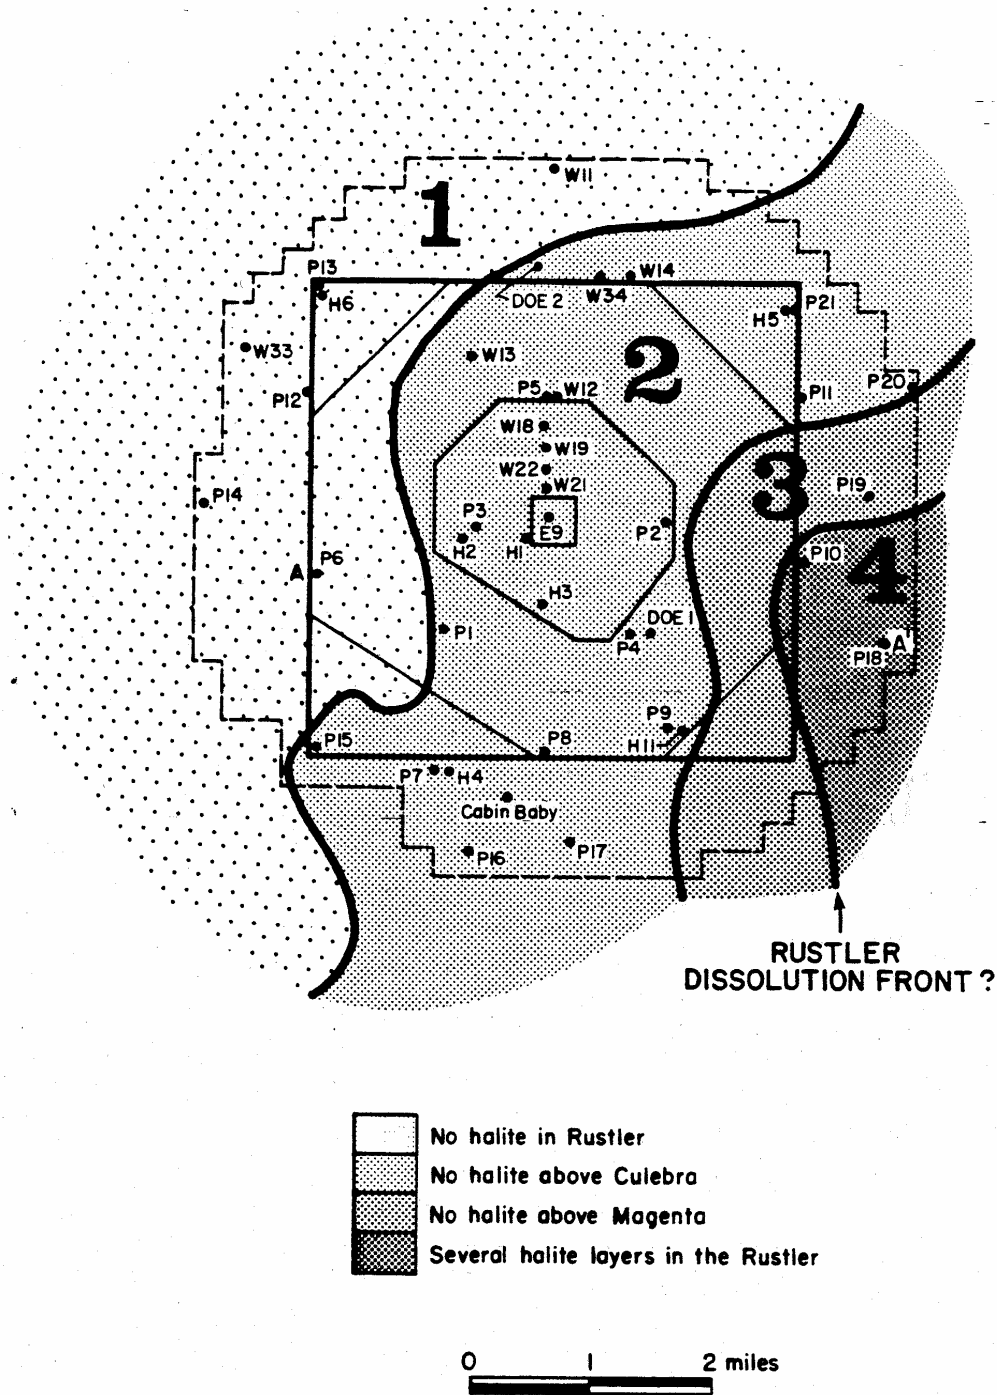 W11
1
P13
H6
DOE 2
W34
W14
H5
P21
W33
W13
2
P12
P5
W12
P11
P20
W18
W19
W22
W21
3
P14
P3
E9
P2
P19
H2
H1
A
P6
P10
4
H3
P1
P4
DOE 1
P18
A'
P15
P9
P8
H11
P7
H4
Cabin Baby
P16
P17
RUSTLER
DISSOLUTION FRONT ?
No halite in Rustler
No halite above Culebra
No halite above Magenta
Several halite layers in the Rustler
0 1 2 miles